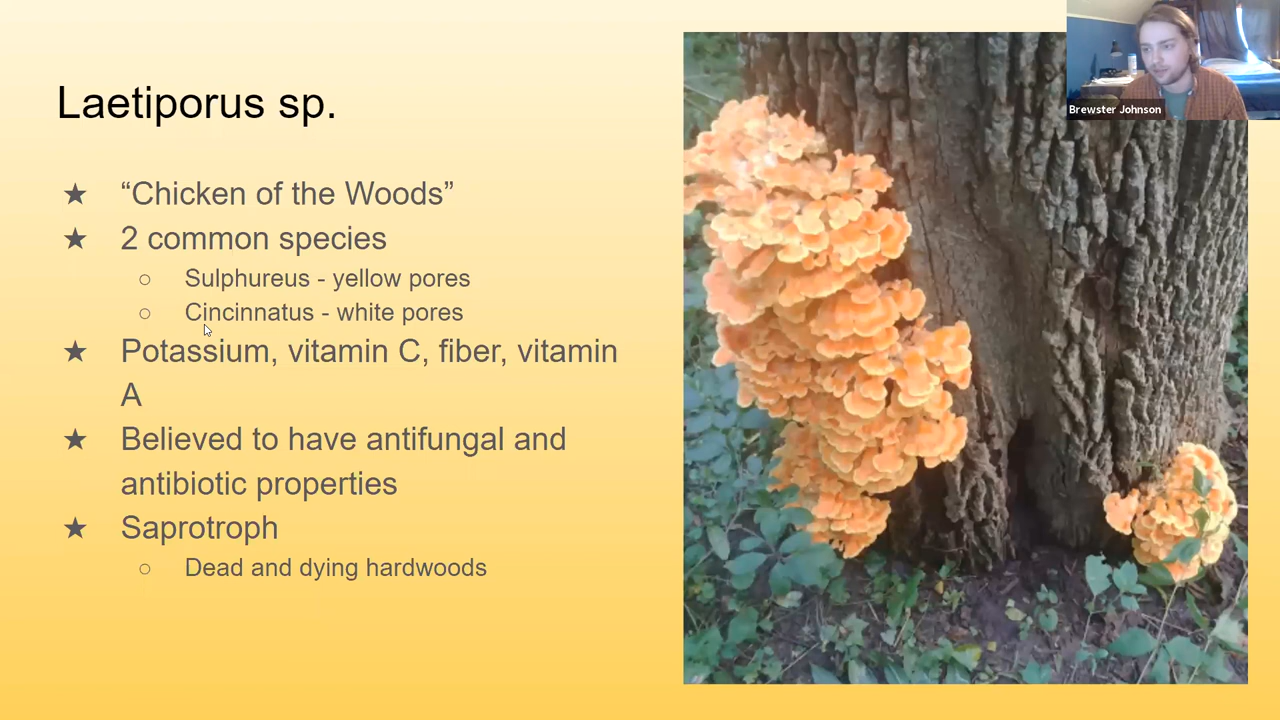 Laetiporus sp.
Brewster Johnson
★ “Chicken of the Woods”
★ 2 common species
○ Sulphureus - yellow pores
○ Cincinnatus - white pores
★ Potassium, vitamin C, fiber, vitamin
A
★ Believed to have antifungal and
antibiotic properties
★ Saprotroph
○ Dead and dying hardwoods